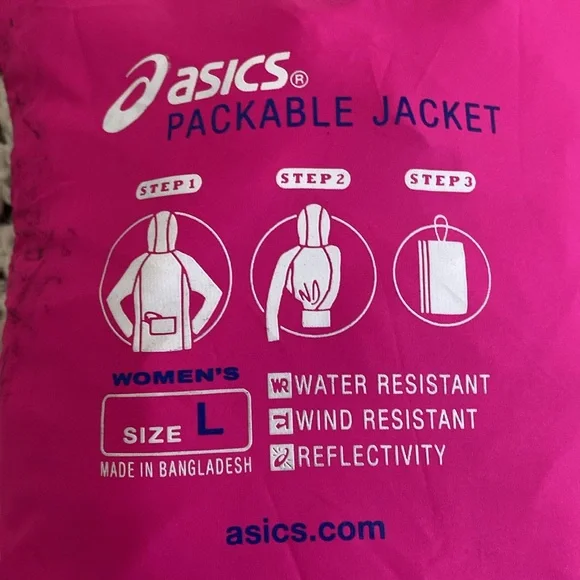 asics®
PACKABLE JACKET
STEP 1
STEP 2
STEP 3
WOMEN'S
SIZE L
MADE IN BANGLADESH
WR WATER RESISTANT
WIND RESISTANT
REFLECTIVITY
asics.com